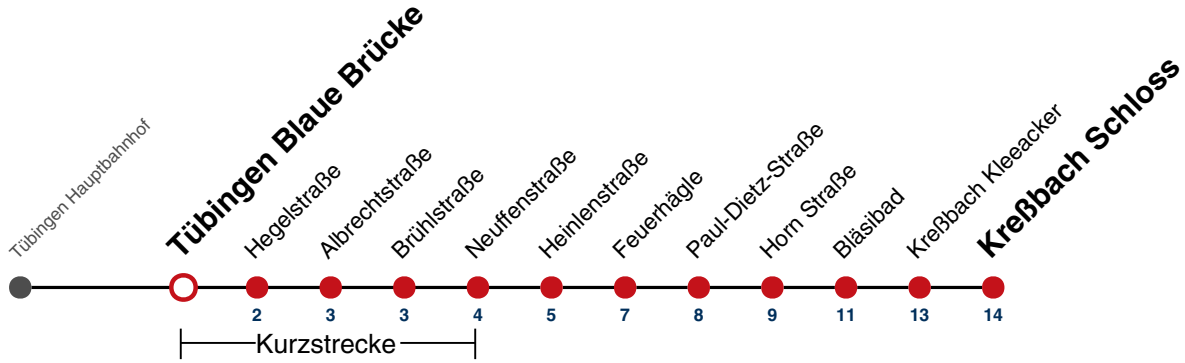 Tübingen Hauptbahnhof
Tübingen Blaue Brücke
Hegelstraße
Albrechtstraße
Brühlstraße
Neuffenstraße
Heinlenstraße
Feuerhägle
Paul-Dietz-Straße
Horn Straße
Bläsibad
Kreßbach Kleeacker
Kreßbach Schloss
2 3 3 4 5 7 8 9 11 13 14
Kurzstrecke